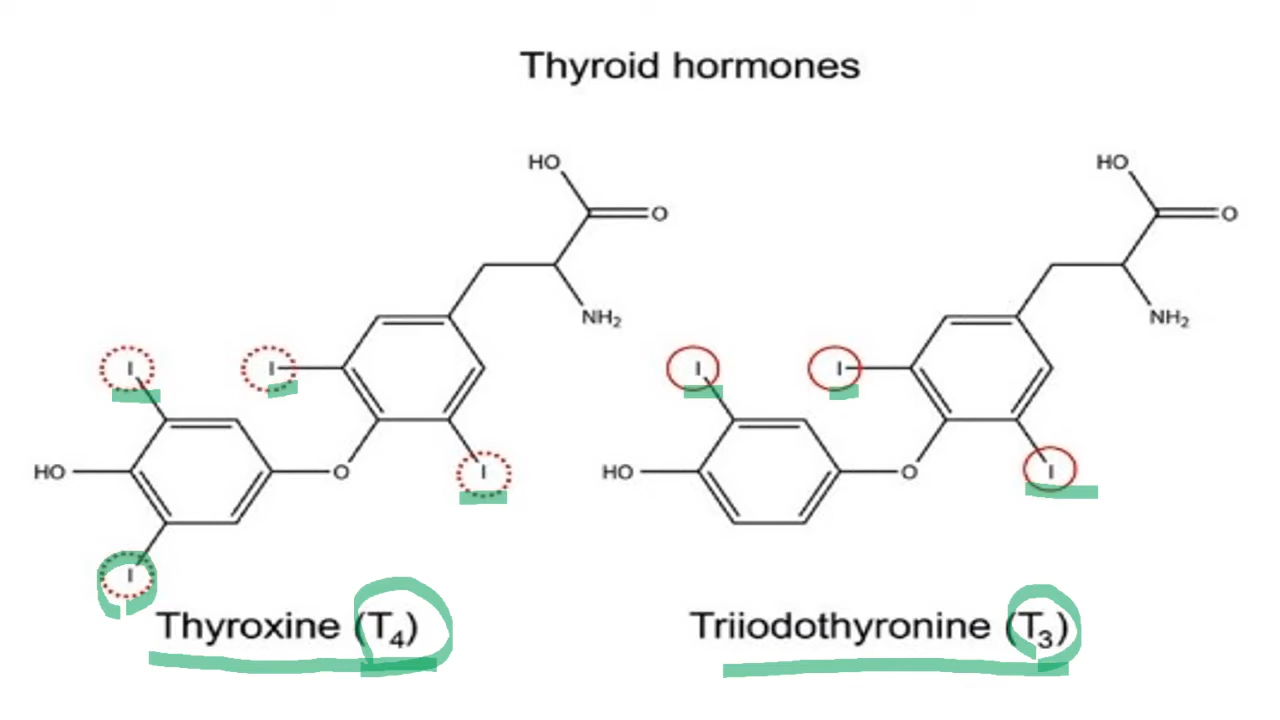 Thyroid hormones
HO
O
NH₂
I
I
I
HO
O
I
HO
O
NH₂
I
I
I
HO
O
Thyroxine (T₄)
Triiodothyronine (T₃)